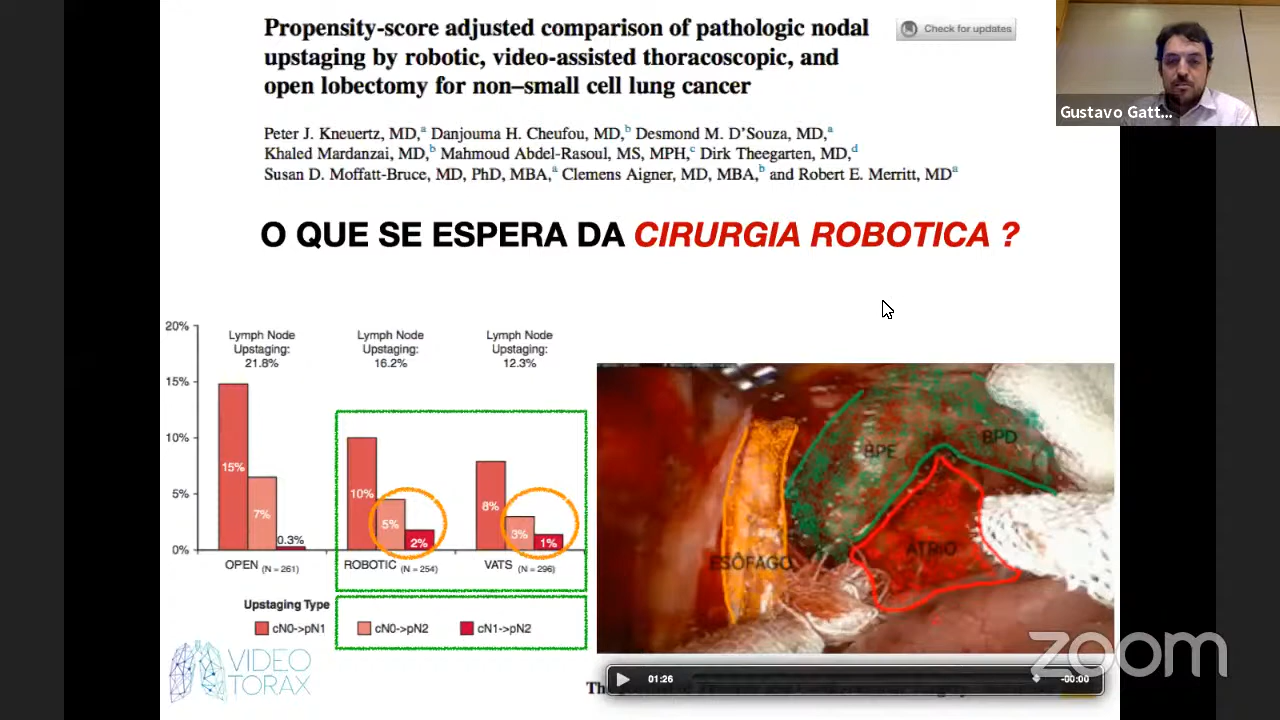 Propensity-score adjusted comparison of pathologic nodal
upstaging by robotic, video-assisted thoracoscopic, and
open lobectomy for non–small cell lung cancer
Check for updates
Gustavo Gatt...
Peter J. Kneuertz, MD,a Danjouma H. Cheufou, MD,b Desmond M. D'Souza, MD,a
Khaled Mardanzai, MD,b Mahmoud Abdel-Rasoul, MS, MPH,c Dirk Theegarten, MD,d
Susan D. Moffatt-Bruce, MD, PhD, MBA,a Clemens Aigner, MD, MBA,b and Robert E. Merritt, MDa
O QUE SE ESPERA DA CIRURGIA ROBOTICA ?
20%
15%
10%
5%
0%
Lymph Node
Upstaging:
21.8%
Lymph Node
Upstaging:
16.2%
Lymph Node
Upstaging:
12.3%
15%
7%
0.3%
10%
5%
2%
8%
3%
1%
OPEN (N = 261)
ROBOTIC (N = 254)
VATS (N = 296)
Upstaging Type
cN0->pN1
cN0->pN2
cN1->pN2
BPE
BPD
ESÔFAGO
ATRIO
01:26
-00:00
VIDEO
TORAX
zoom